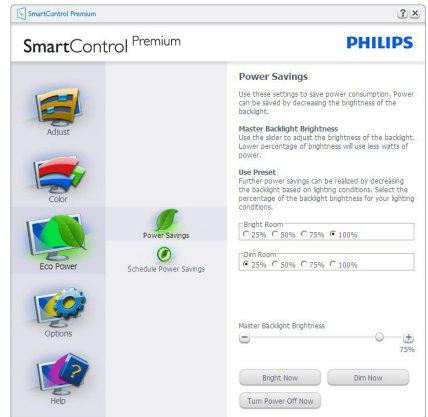 SmartControl Premium
SmartControl Premium
PHILIPS
Adjust
Color
Eco Power
Options
Help
Power Savings
Schedule Power Savings
Power Savings
Use these settings to save power consumption. Power
can be saved by decreasing the brightness of the
backlight.
Master Backlight Brightness
Use the slider to adjust the brightness of the backlight.
Lower percentage of brightness will use less watts of
power.
Use Preset
Further power savings can be realized by decreasing
the backlight based on lighting conditions. Select the
percentage of the backlight brightness for your lighting
conditions.
Bright Room
25% 50% 75% 100%
Dim Room
25% 50% 75% 100%
Master Backlight Brightness
75%
Bright Now
Dim Now
Turn Power Off Now